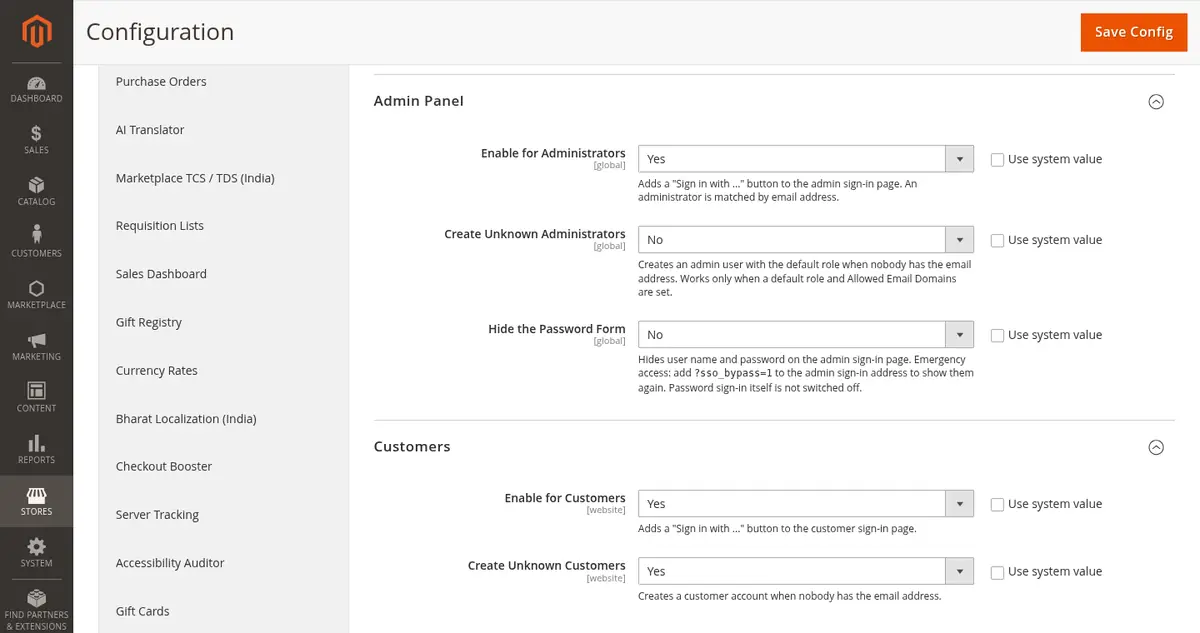 Configuration
Save Config
DASHBOARD
SALES
CATALOG
CUSTOMERS
MARKETPLACE
MARKETING
CONTENT
REPORTS
STORES
SYSTEM
FIND PARTNERS
& EXTENSIONS
Purchase Orders
AI Translator
Marketplace TCS / TDS (India)
Requisition Lists
Sales Dashboard
Gift Registry
Currency Rates
Bharat Localization (India)
Checkout Booster
Server Tracking
Accessibility Auditor
Gift Cards
Admin Panel
Enable for Administrators
[global]
Yes
Use system value
Adds a "Sign in with ..." button to the admin sign-in page. An
administrator is matched by email address.
Create Unknown Administrators
[global]
No
Use system value
Creates an admin user with the default role when nobody has the email
address. Works only when a default role and Allowed Email Domains
are set.
Hide the Password Form
[global]
No
Use system value
Hides user name and password on the admin sign-in page. Emergency
access: add ?sso_bypass=1 to the admin sign-in address to show them
again. Password sign-in itself is not switched off.
Customers
Enable for Customers
[website]
Yes
Use system value
Adds a "Sign in with ..." button to the customer sign-in page.
Create Unknown Customers
[website]
Yes
Use system value
Creates a customer account when nobody has the email address.